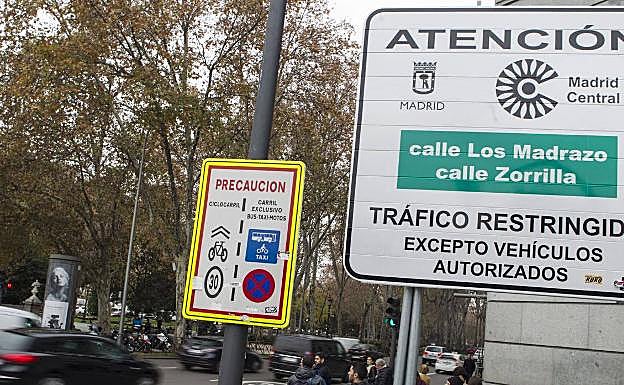 ATENCIÓN
MADRID
Madrid
Central
calle Los Madrazo
calle Zorrilla
TRÁFICO RESTRINGID
EXCEPTO VEHÍCULOS
AUTORIZADOS
PRECAUCION
CICLOCARRIL
CARRIL
EXCLUSIVO
BUS-TAXI-MOTOS
TAXI
30